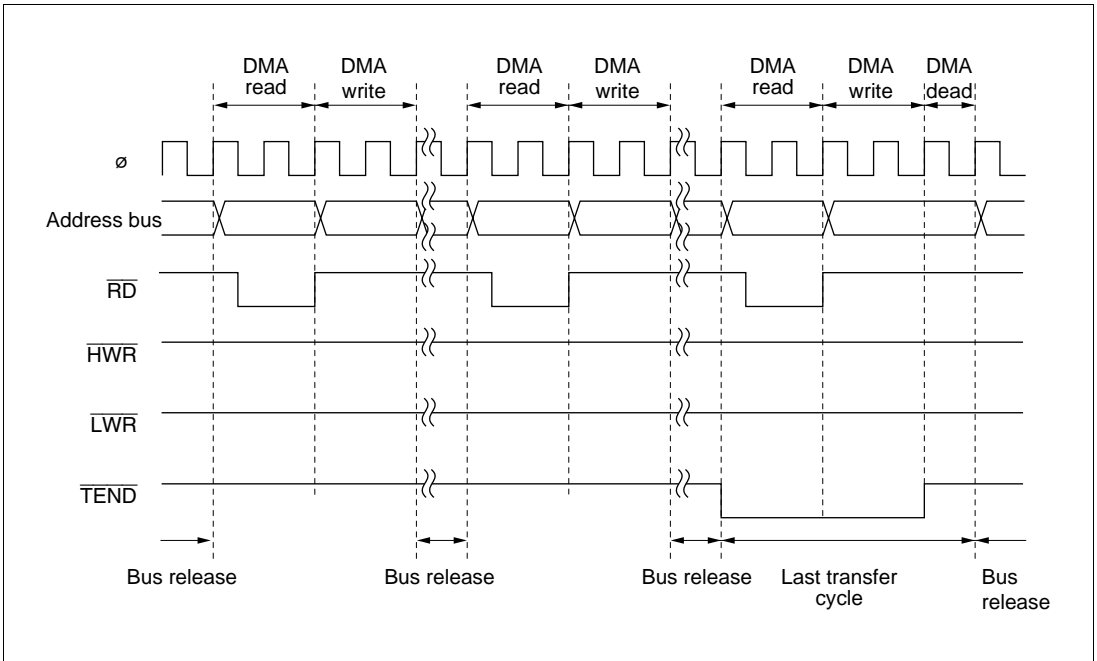 DMA read
DMA write
DMA read
DMA write
DMA read
DMA write
DMA dead
ø
Address bus
RD
HWR
LWR
TEND
Bus release
Bus release
Bus release
Last transfer cycle
Bus release